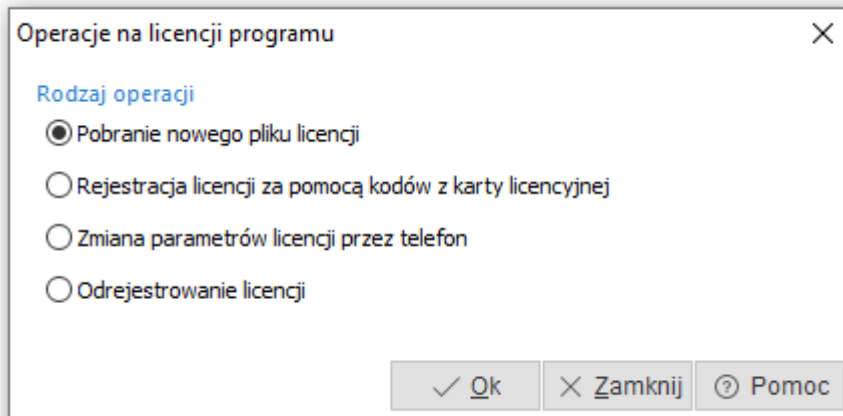 Operacje na licencji programu
Rodzaj operacji
Pobranie nowego pliku licencji
Rejestracja licencji za pomocą kodów z karty licencyjnej
Zmiana parametrów licencji przez telefon
Odrejestrowanie licencji
Ok Zamknij Pomoc